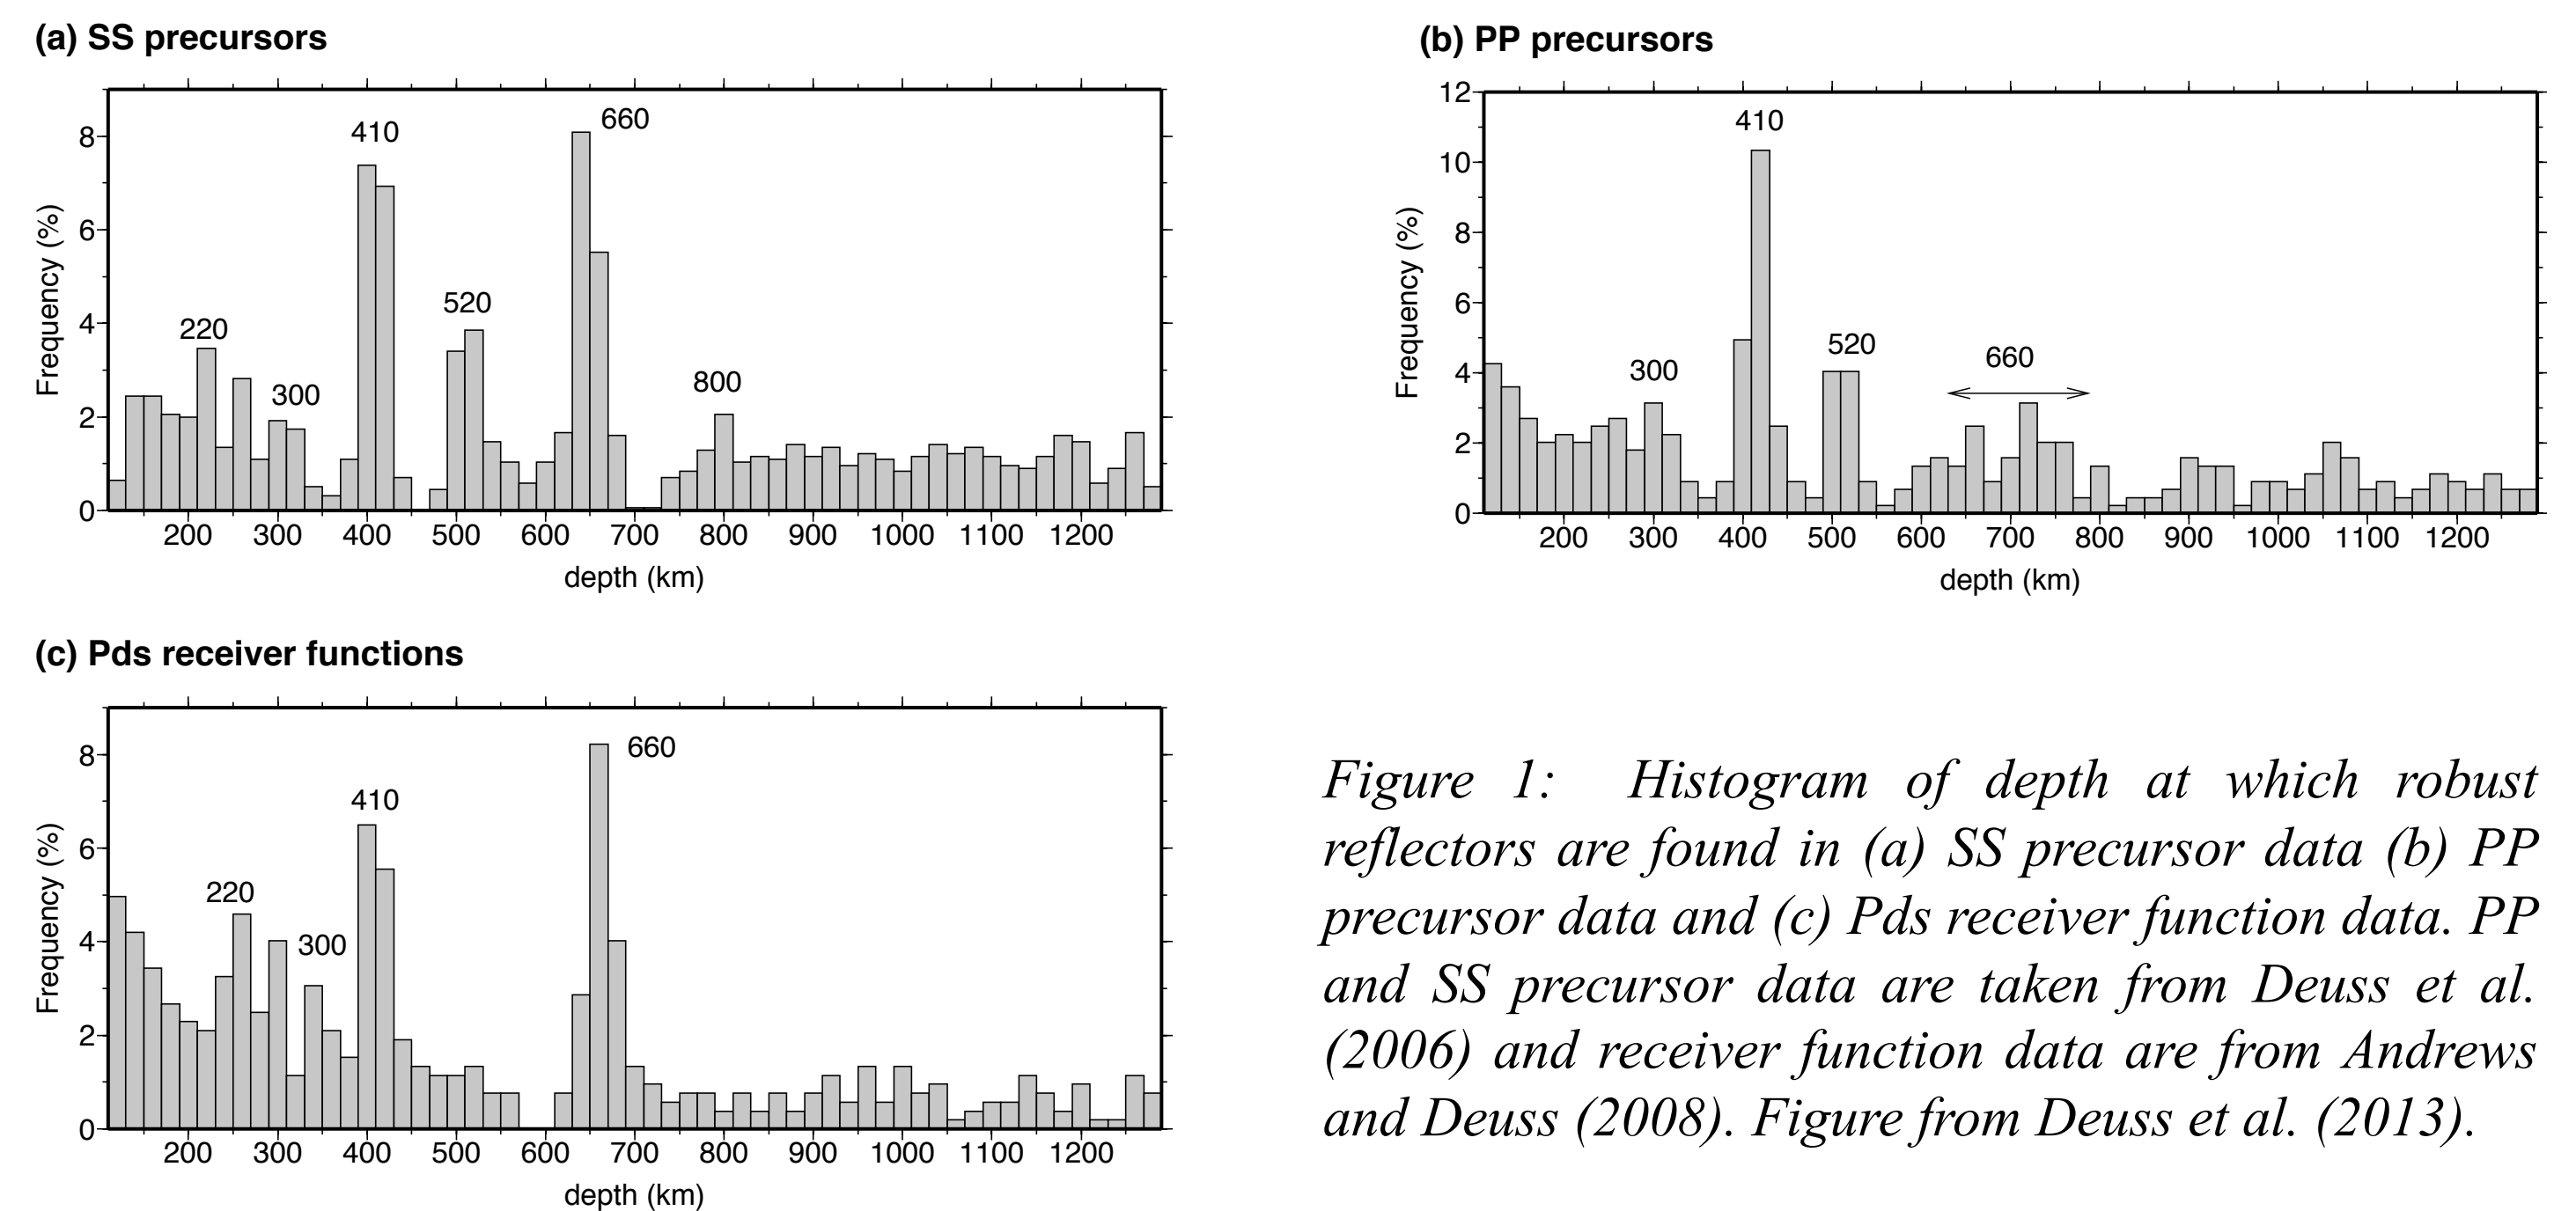 (a) SS precursors
8
6
4
2
0
Frequency (%)
220
300
410
520
660
800
200 300 400 500 600 700 800 900 1000 1100 1200
depth (km)
(b) PP precursors
12
10
8
6
4
2
0
Frequency (%)
300
410
520
660
200 300 400 500 600 700 800 900 1000 1100 1200
depth (km)
(c) Pds receiver functions
8
6
4
2
0
Frequency (%)
220
300
410
660
200 300 400 500 600 700 800 900 1000 1100 1200
depth (km)
Figure 1: Histogram of depth at which robust
reflectors are found in (a) SS precursor data (b) PP
precursor data and (c) Pds receiver function data. PP
and SS precursor data are taken from Deuss et al.
(2006) and receiver function data are from Andrews
and Deuss (2008). Figure from Deuss et al. (2013).